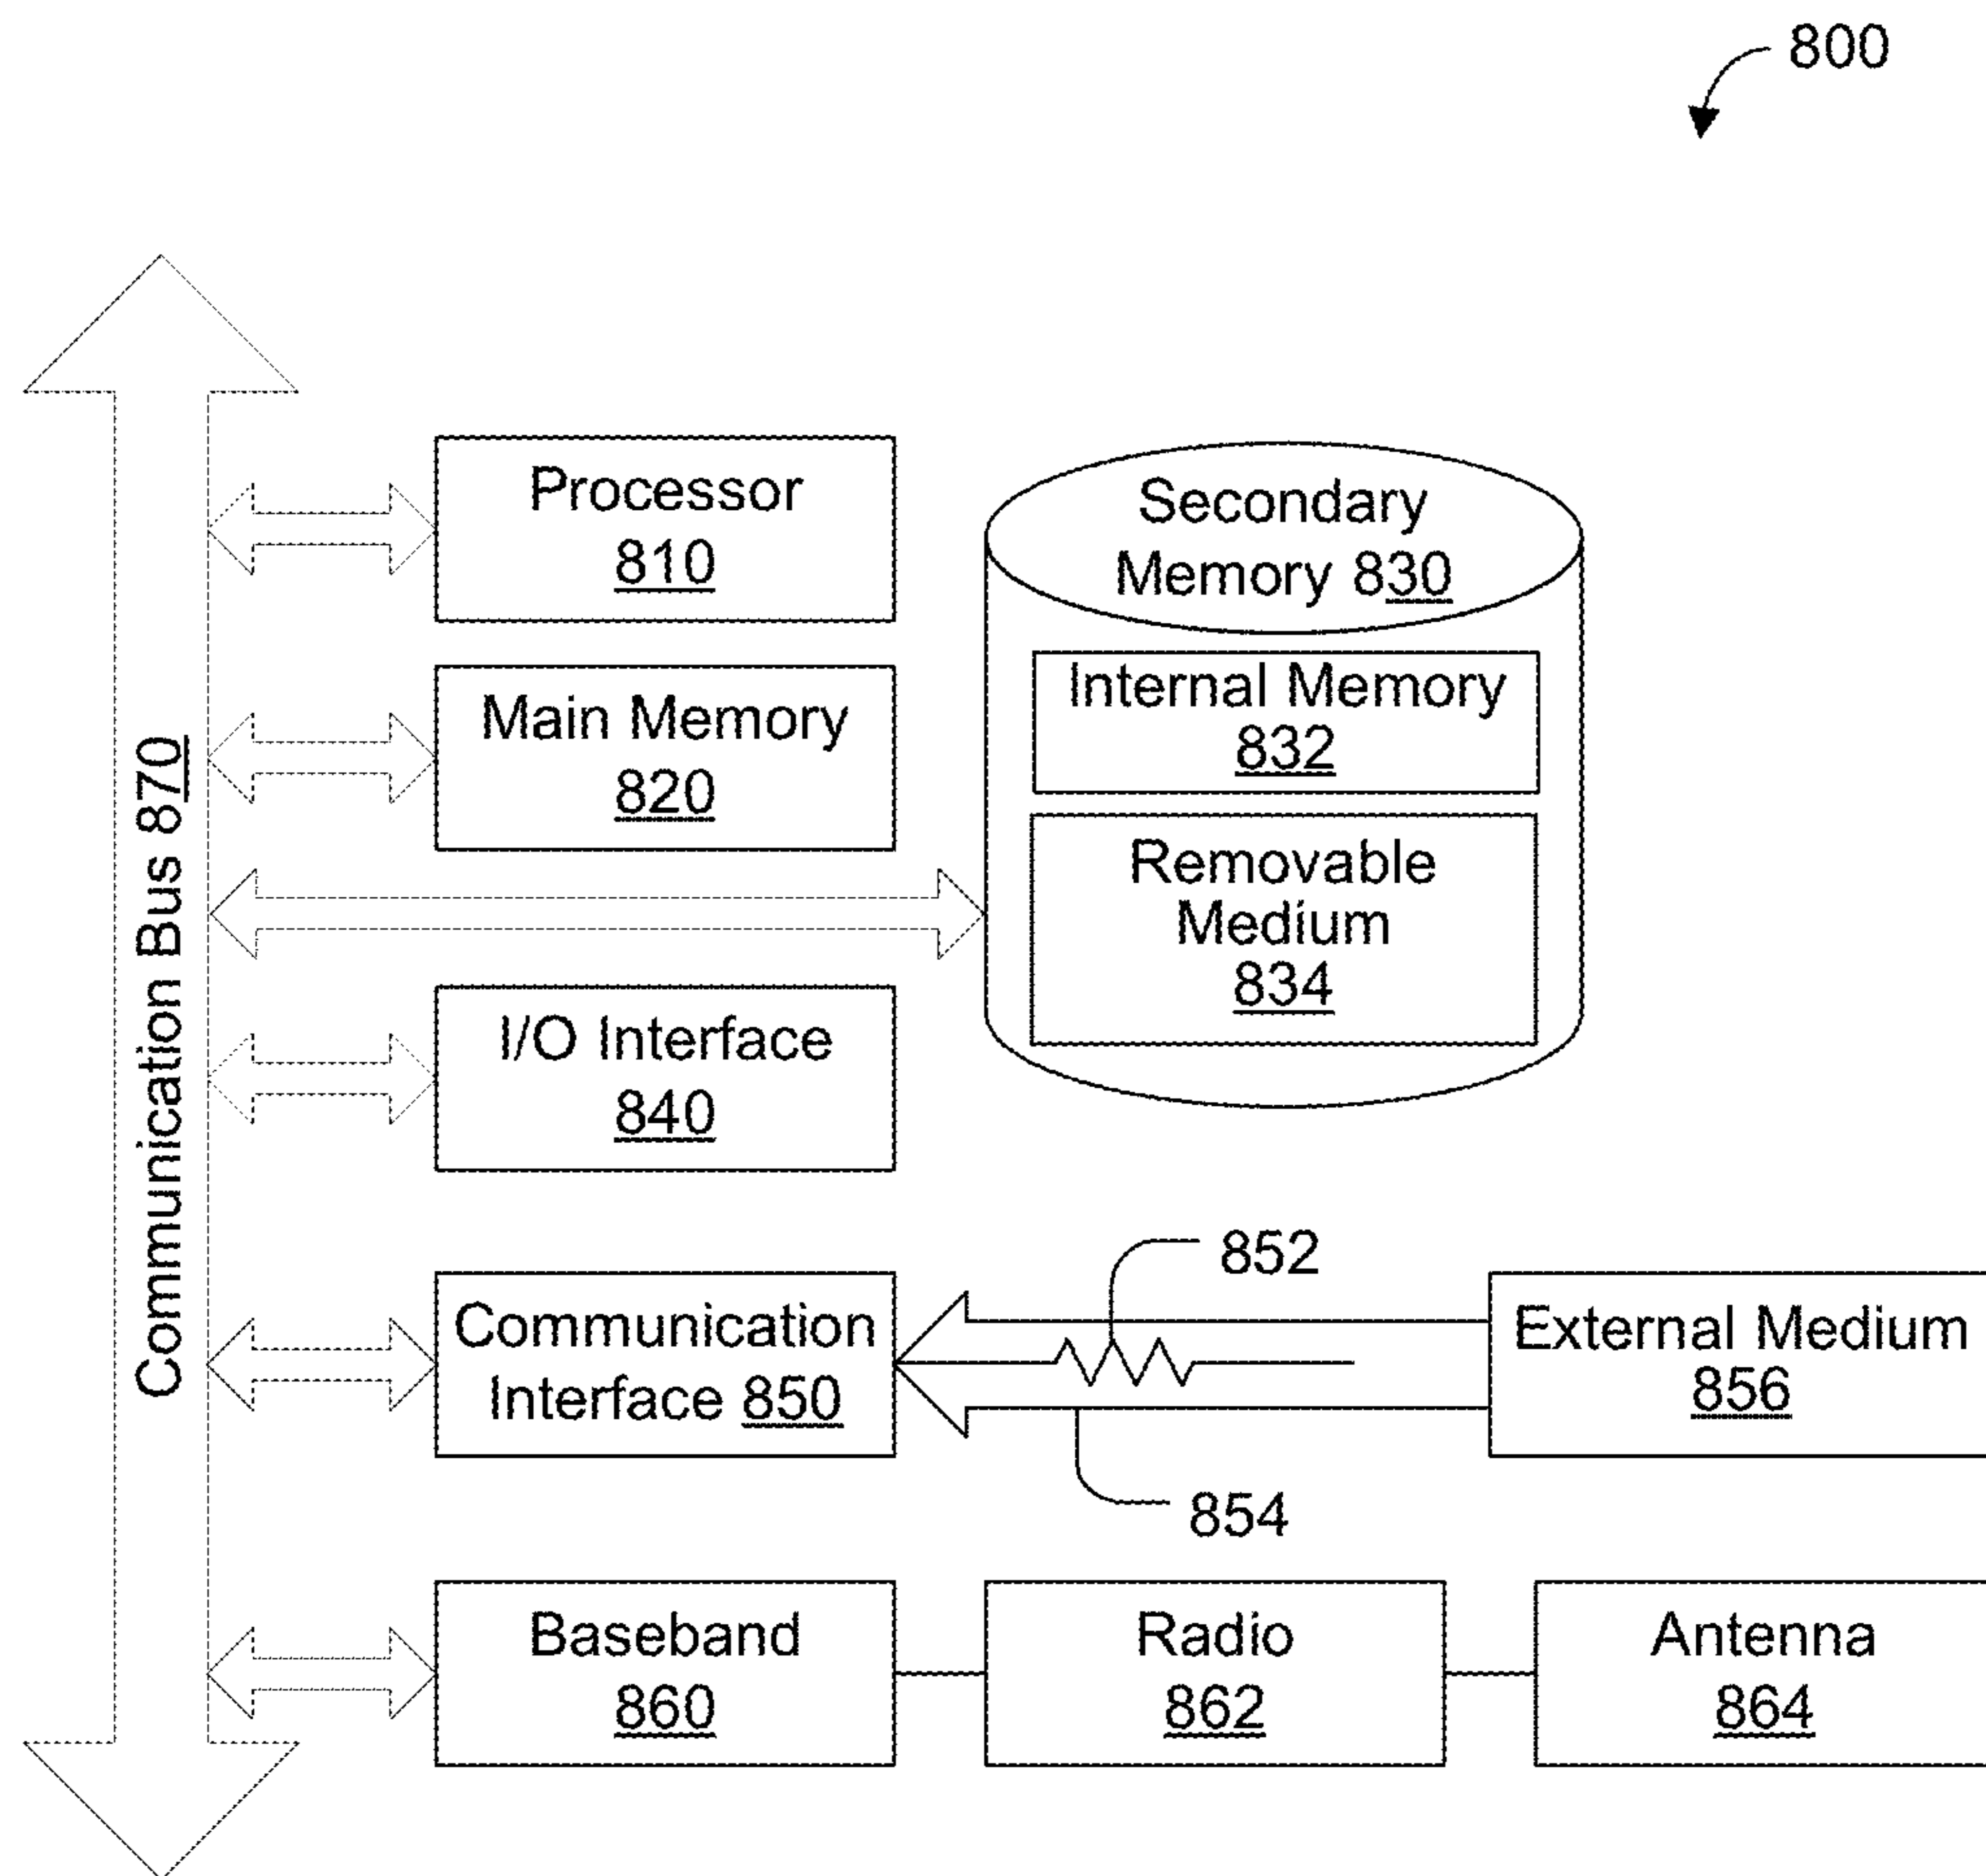 800
Communication Bus 870
Processor
810
Secondary
Memory 830
Main Memory
820
Internal Memory
832
Removable
Medium
834
I/O Interface
840
Communication
Interface 850
852
854
External Medium
856
Baseband
860
Radio
862
Antenna
864